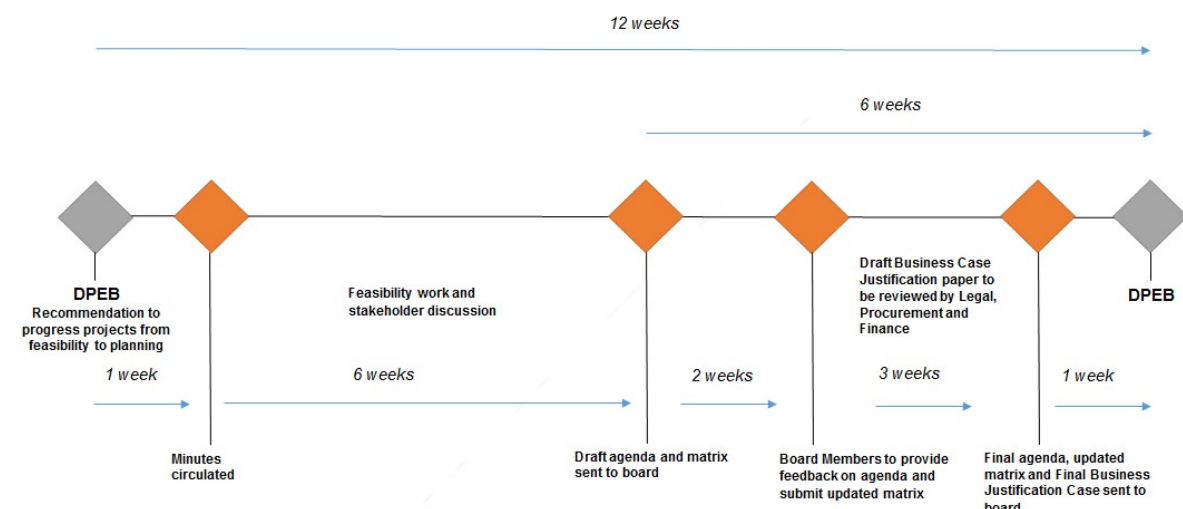 12 weeks
6 weeks
DPEB
Recommendation to
progress projects from
feasibility to planning
Feasibility work and
stakeholder discussion
Draft Business Case
Justification paper to
be reviewed by Legal,
Procurement and
Finance
DPEB
1 week
6 weeks
2 weeks
3 weeks
1 week
Minutes
circulated
Draft agenda and matrix
sent to board
Board Members to provide
feedback on agenda and
submit updated matrix
Final agenda, updated
matrix and Final Business
Justification Case sent to
board